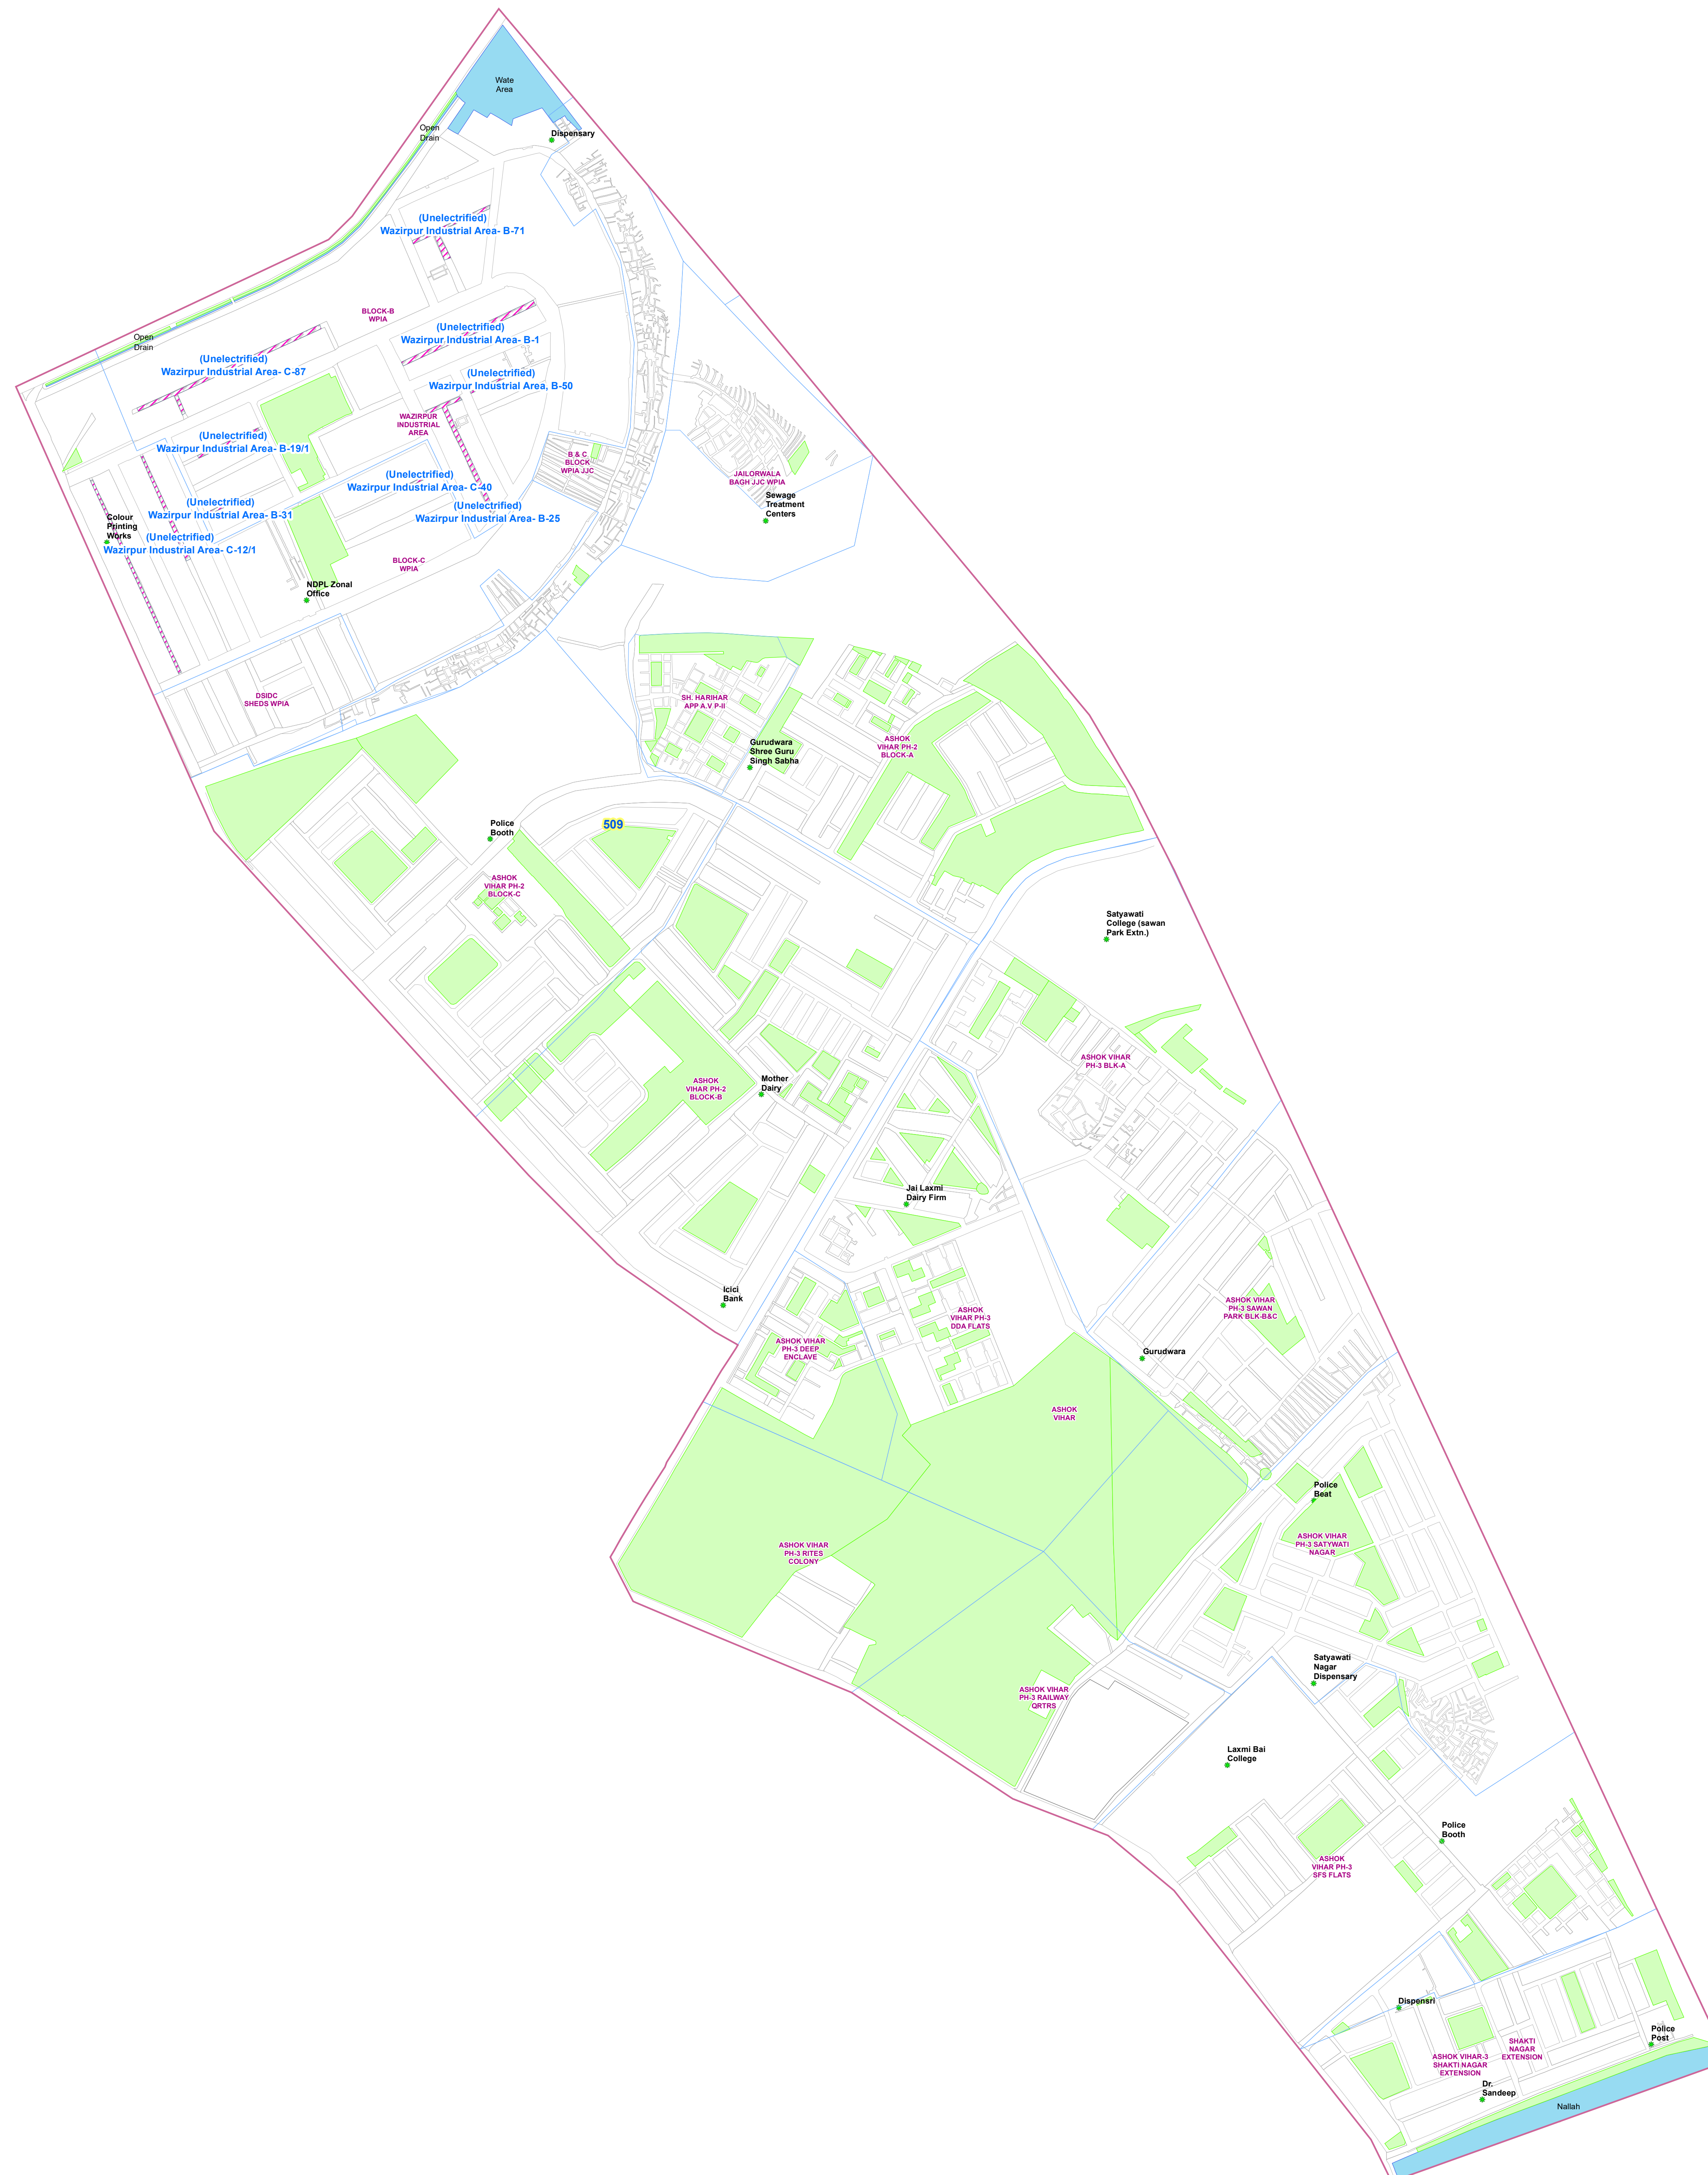 Wate
Area
Open
Drain
Dispensary
(Unelectrified)
Wazirpur Industrial Area- B-71
BLOCK-B
WPIA
(Unelectrified)
Wazirpur Industrial Area- B-1
Open
Drain
(Unelectrified)
Wazirpur Industrial Area- C-87
(Unelectrified)
Wazirpur Industrial Area, B-50
WAZIRPUR
INDUSTRIAL
AREA
(Unelectrified)
Wazirpur Industrial Area- B-19/1
B & C
BLOCK
WPIA JJC
JAILORWALA
BAGH JJC WPIA
(Unelectrified)
Wazirpur Industrial Area- C-40
Sewage
Treatment
Centers
(Unelectrified)
Wazirpur Industrial Area- B-31
(Unelectrified)
Wazirpur Industrial Area- B-25
Colour
Printing
Works
(Unelectrified)
Wazirpur Industrial Area- C-12/1
BLOCK-C
WPIA
NDPL Zonal
Office
DSIDC
SHEDS WPIA
SH. HARIHAR
APP A.V P-II
Gurudwara
Shree Guru
Singh Sabha
ASHOK
VIHAR PH-2
BLOCK-A
Police
Booth
509
ASHOK
VIHAR PH-2
BLOCK-C
Satyawati
College (sawan
Park Extn.)
ASHOK VIHAR
PH-3 BLK-A
ASHOK
VIHAR PH-2
BLOCK-B
Mother
Dairy
Jai Laxmi
Dairy Firm
Icici
Bank
ASHOK VIHAR
PH-3 SAWAN
PARK BLK-B&C
ASHOK
VIHAR PH-3
DDA FLATS
ASHOK VIHAR
PH-3 DEEP
ENCLAVE
Gurudwara
ASHOK
VIHAR
Police
Beat
ASHOK VIHAR
PH-3 SATYWATI
NAGAR
ASHOK VIHAR
PH-3 RITES
COLONY
Satyawati
Nagar
Dispensary
ASHOK VIHAR
PH-3 RAILWAY
QRTRS
Laxmi Bai
College
Police
Booth
ASHOK
VIHAR PH-3
SFS FLATS
Dispensri
Police
Post
SHAKTI
NAGAR
EXTENSION
ASHOK VIHAR-3
SHAKTI NAGAR
EXTENSION
Dr.
Sandeep
Nallah